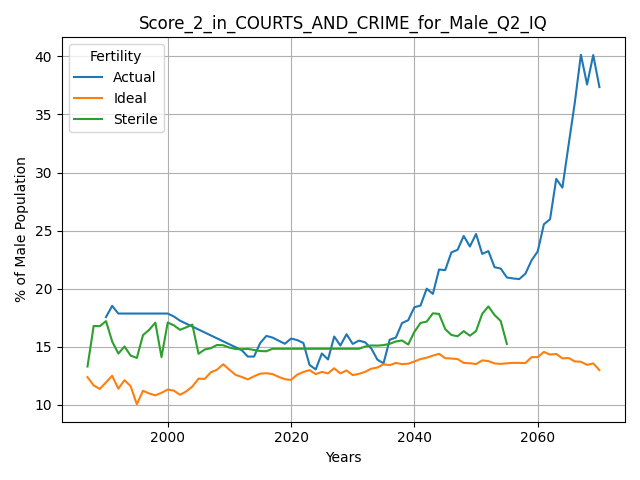 Score_2_in_COURTS_AND_CRIME_for_Male_Q2_IQ
Fertility
Actual
Ideal
Sterile
% of Male Population
40
35
30
25
20
15
10
2000
2020
2040
2060
Years